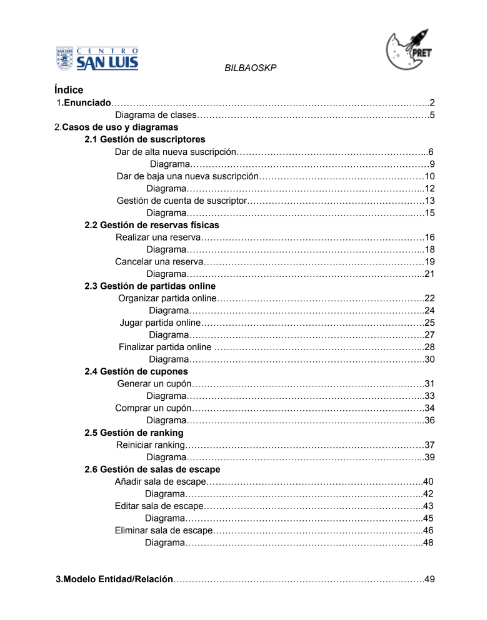 CENTRO
SAN LUIS
PRET
BILBAOSKP
Índice
1.Enunciado……………………………………………………………………………………..2
Diagrama de clases……………………………………………………………….5
2.Casos de uso y diagramas
2.1 Gestión de suscriptores
Dar de alta nueva suscripción…………………………………………………...6
Diagrama………………………………………………………………...9
Dar de baja una nueva suscripción…………………………………………….10
Diagrama………………………………………………………………...12
Gestión de cuenta de suscriptor………………………………………………..13
Diagrama………………………………………………………………...15
2.2 Gestión de reservas físicas
Realizar una reserva……………………………………………………………..16
Diagrama………………………………………………………………...18
Cancelar una reserva…………………………………………………………….19
Diagrama………………………………………………………………...21
2.3 Gestión de partidas online
Organizar partida online…………………………………………………………22
Diagrama………………………………………………………………...24
Jugar partida online……………………………………………………………...25
Diagrama………………………………………………………………...27
Finalizar partida online ………………………………………………………….28
Diagrama………………………………………………………………...30
2.4 Gestión de cupones
Generar un cupón………………………………………………………………..31
Diagrama………………………………………………………………...33
Comprar un cupón……………………………………………………………….34
Diagrama………………………………………………………………...36
2.5 Gestión de ranking
Reiniciar ranking………………………………………………………………….37
Diagrama………………………………………………………………...39
2.6 Gestión de salas de escape
Añadir sala de escape…………………………………………………………...40
Diagrama………………………………………………………………...42
Editar sala de escape…………………………………………………………….43
Diagrama………………………………………………………………...45
Eliminar sala de escape………………………………………………………...46
Diagrama………………………………………………………………...48
3.Modelo Entidad/Relación…………………………………………………………………….49